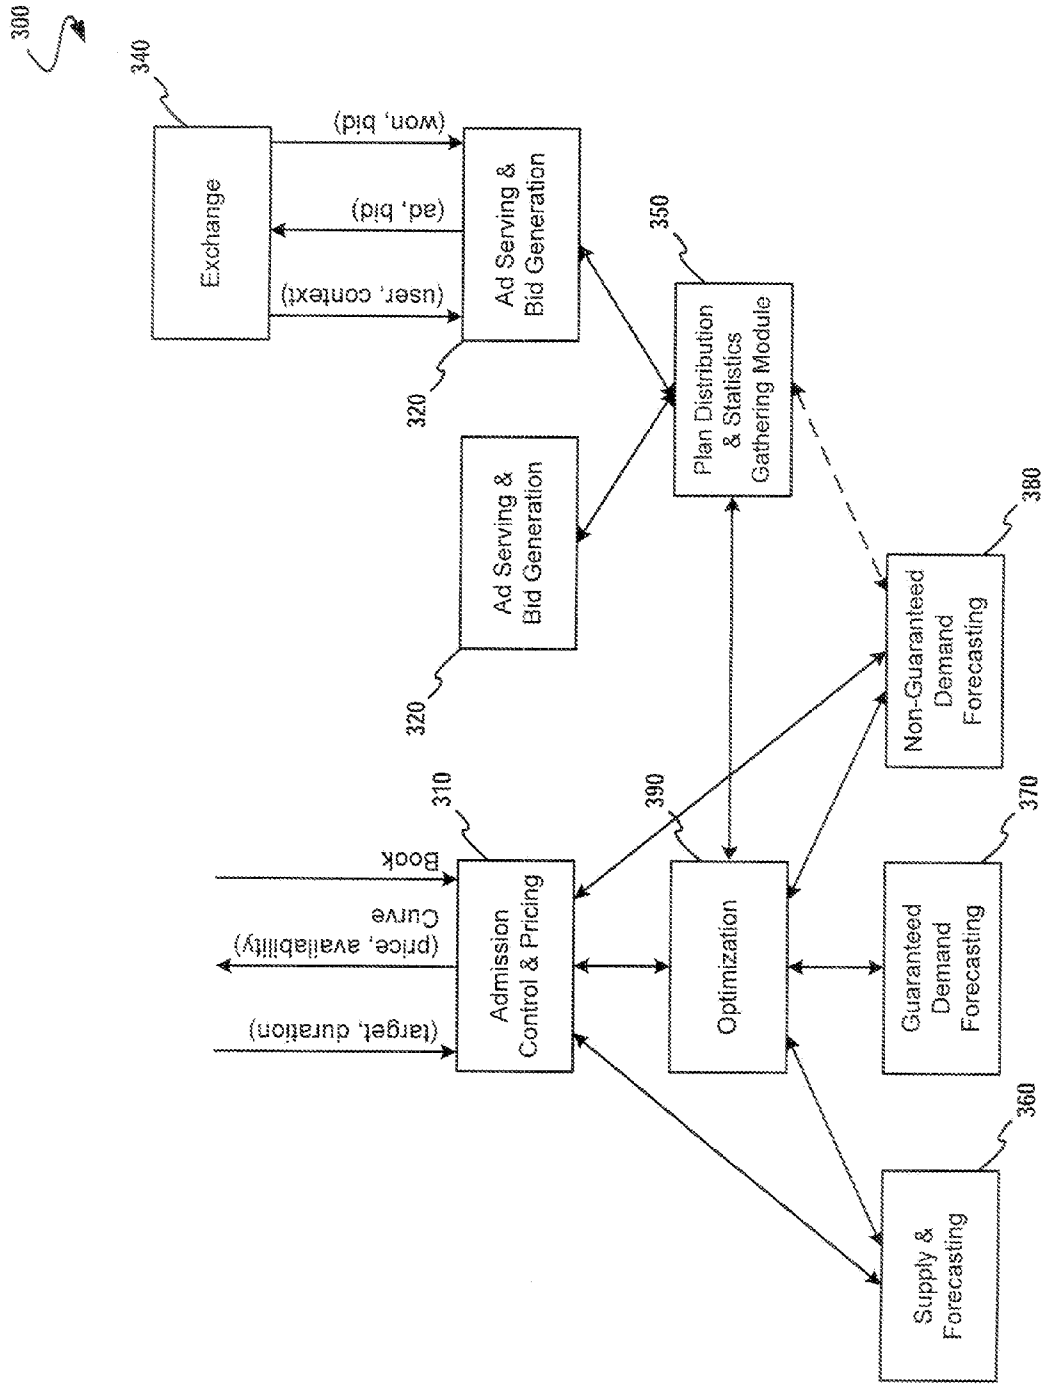 300
340
Exchange
(user, context)
(ad, bid)
(won, bid)
320
Ad Serving &
Bid Generation
320
Ad Serving &
Bid Generation
350
Plan Distribution
& Statistics
Gathering Module
(target, duration)
(price, availability)
Curve
Book
310
Admission
Control & Pricing
390
Optimization
360
Supply &
Forecasting
370
Guaranteed
Demand
Forecasting
380
Non-Guaranteed
Demand
Forecasting